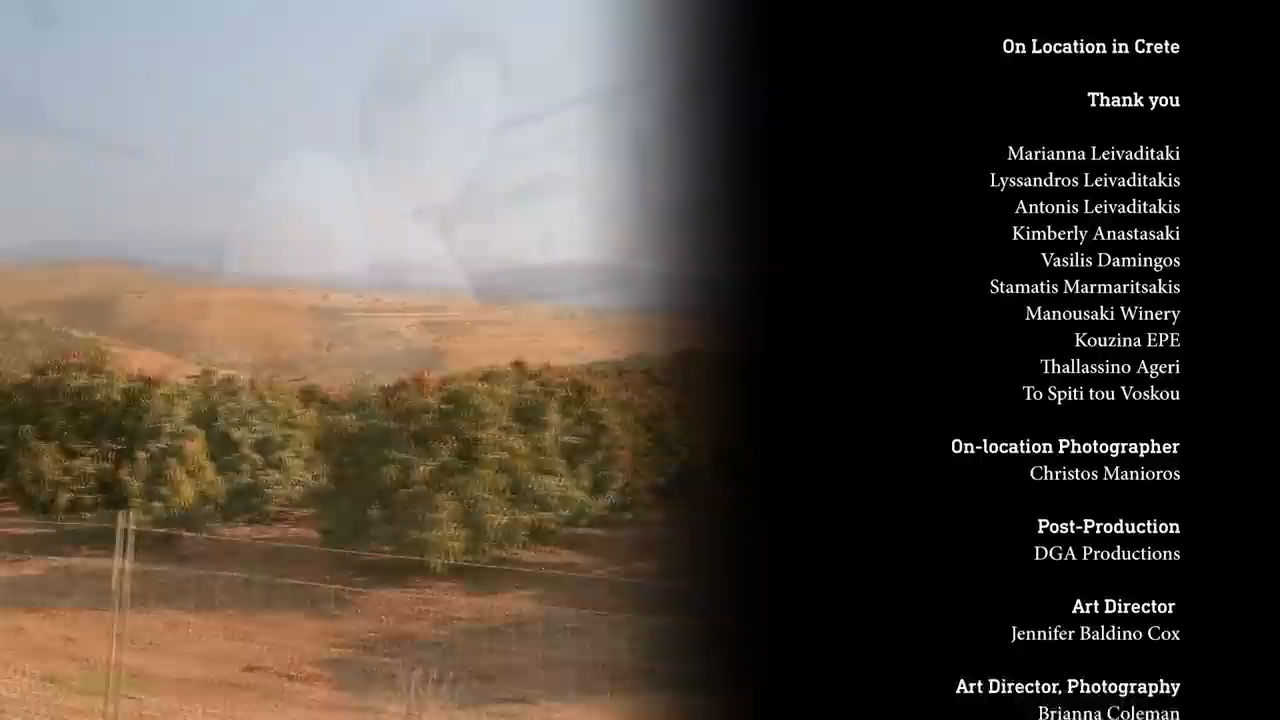 On Location in Crete
Thank you
Marianna Leivaditaki
Lyssandros Leivaditakis
Antonis Leivaditakis
Kimberly Anastasaki
Vasilis Damingos
Stamatis Marmaritsakis
Manousaki Winery
Kouzina EPE
Thallassino Ageri
To Spiti tou Voskou
On-location Photographer
Christos Manioros
Post-Production
DGA Productions
Art Director
Jennifer Baldino Cox
Art Director, Photography
Brianna Coleman